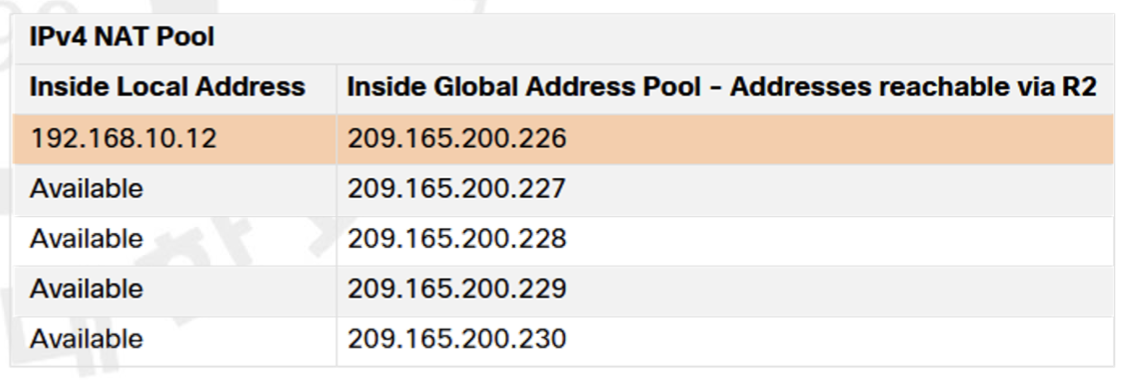 IPv4 NAT Pool
Inside Local Address Inside Global Address Pool - Addresses reachable via R2
192.168.10.12 209.165.200.226
Available 209.165.200.227
Available 209.165.200.228
Available 209.165.200.229
Available 209.165.200.230